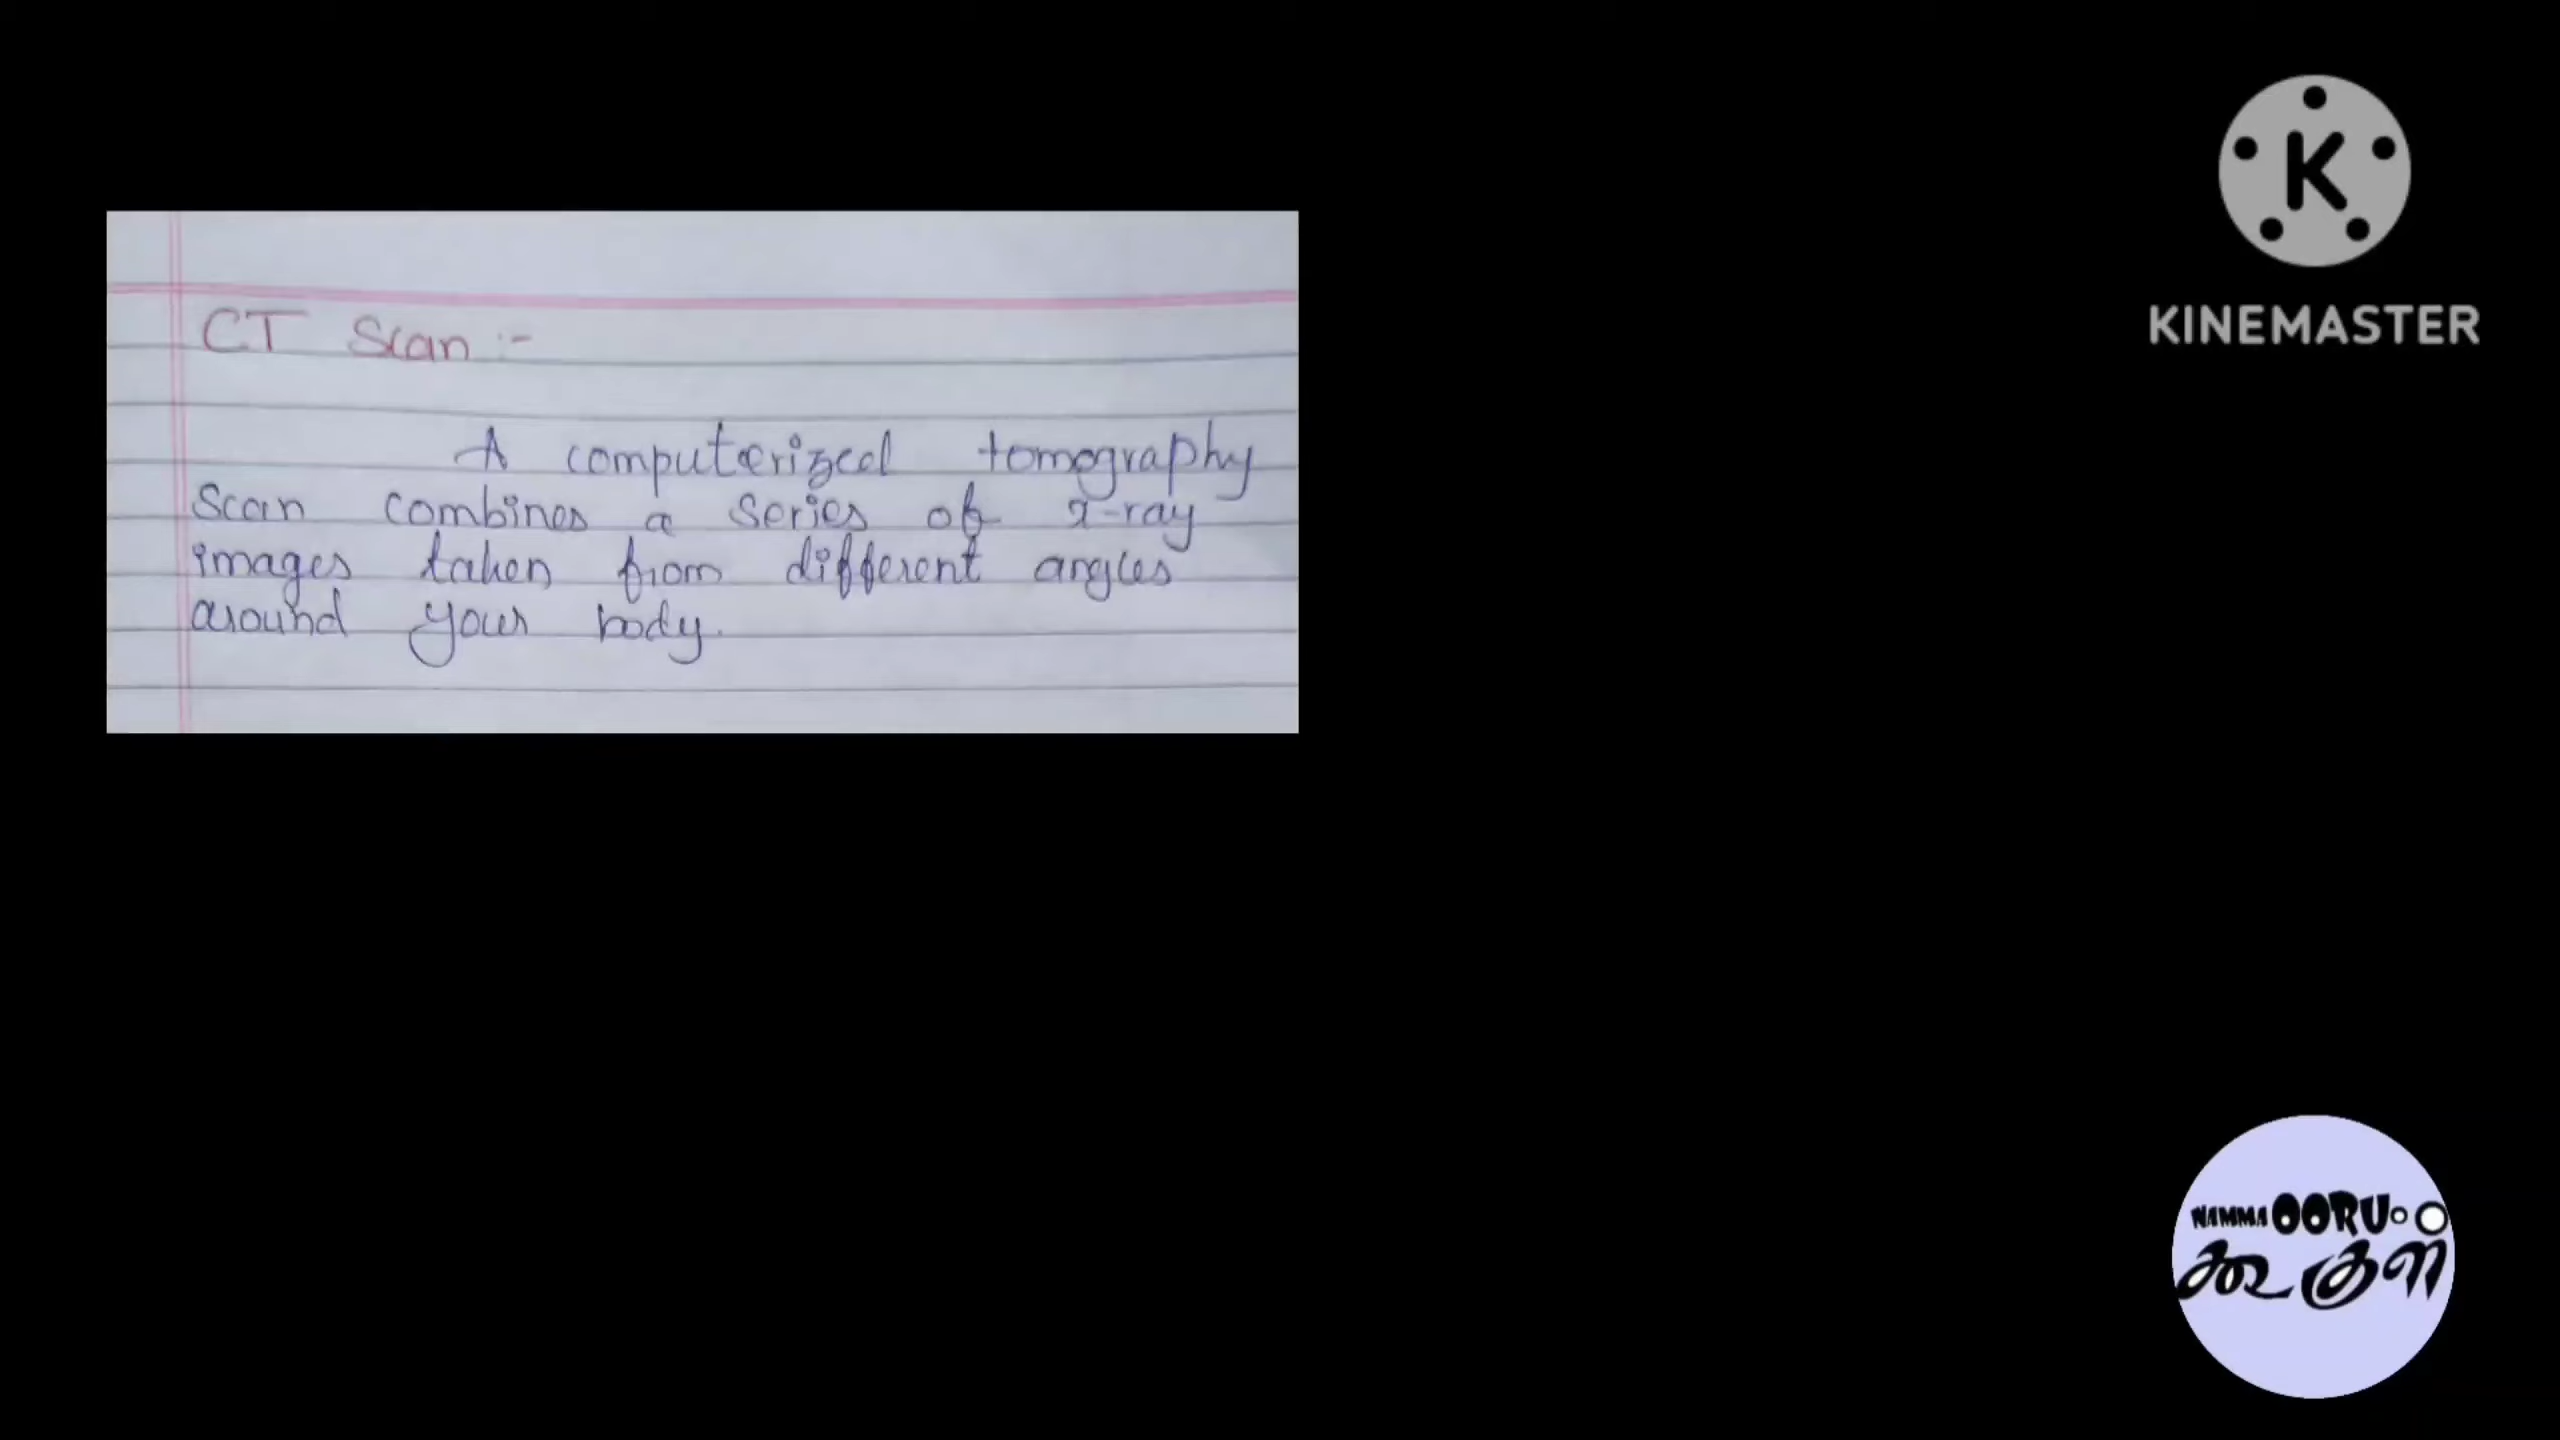 CT Scan :-
A computerized tomography
Scan combines a series of x-ray
images taken from different angles
around your body.
KINEMASTER
NAMMA OORU
கூகுள்